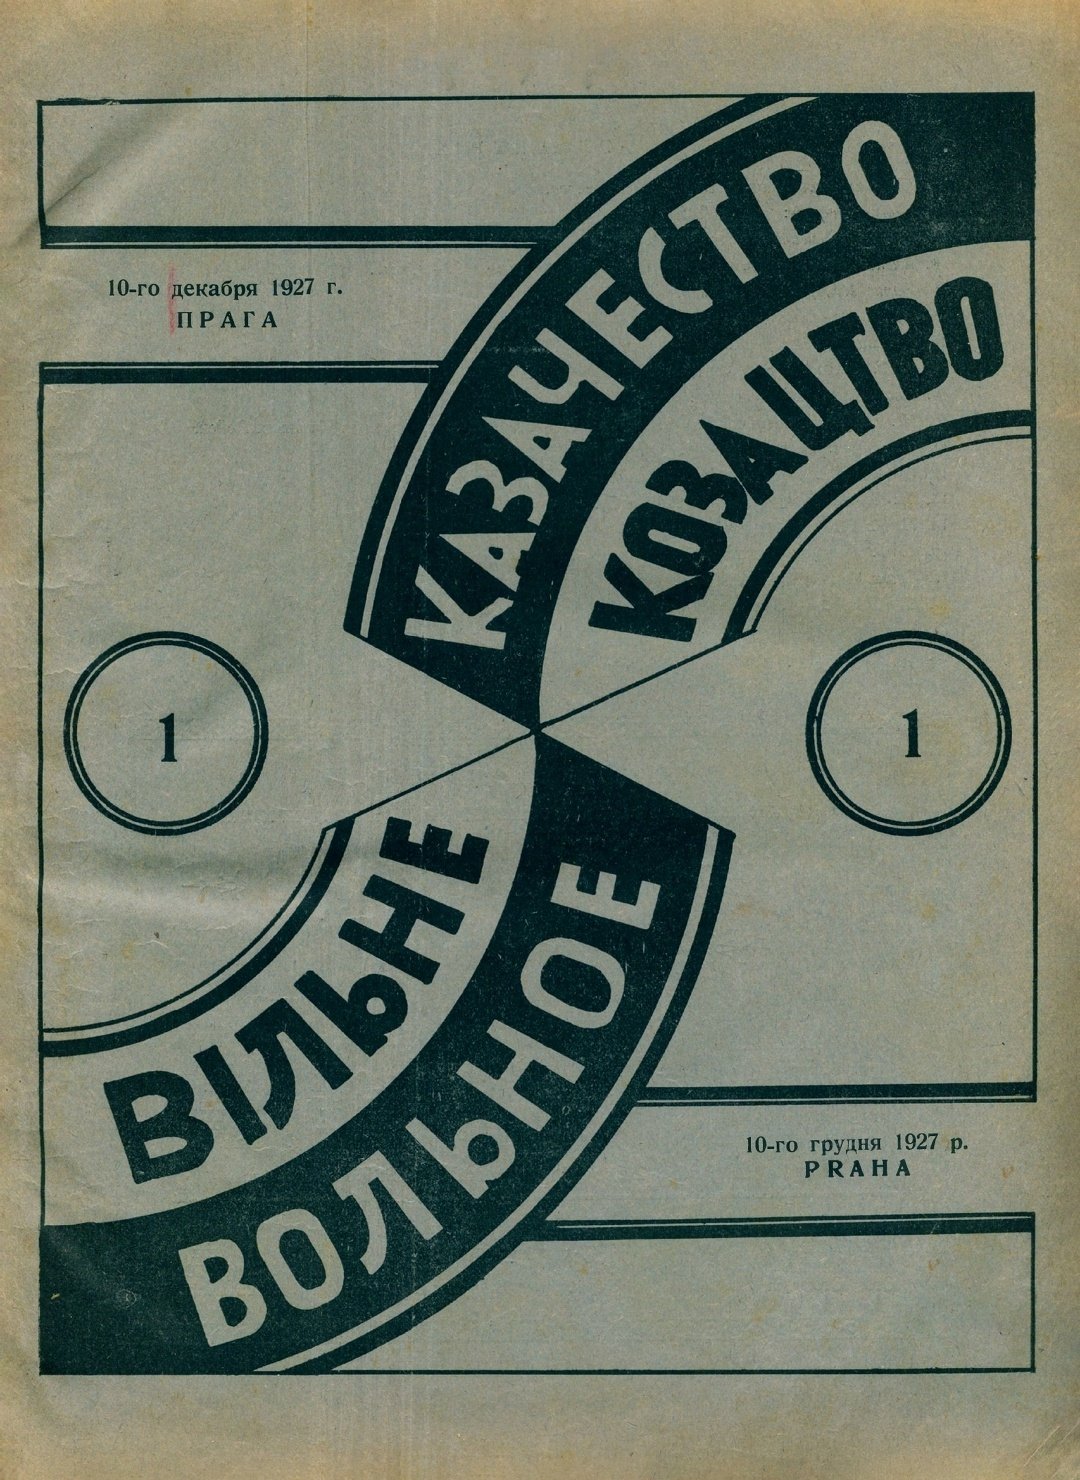 10-го декабря 1927 г.
ПРАГА
КАЗАЧЕСТВО
КОЗАЦТВО
1
1
ВІЛЬНЕ
ВОЛЬНОЕ
10-го грудня 1927 р.
PRAHA